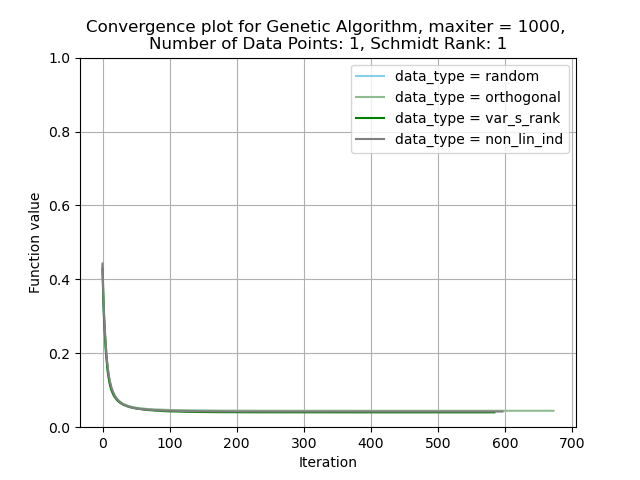 Convergence plot for Genetic Algorithm, maxiter = 1000,
Number of Data Points: 1, Schmidt Rank: 1
data_type = random
data_type = orthogonal
data_type = var_s_rank
data_type = non_lin_ind
Function value
1.0
0.8
0.6
0.4
0.2
0.0
0 100 200 300 400 500 600 700
Iteration